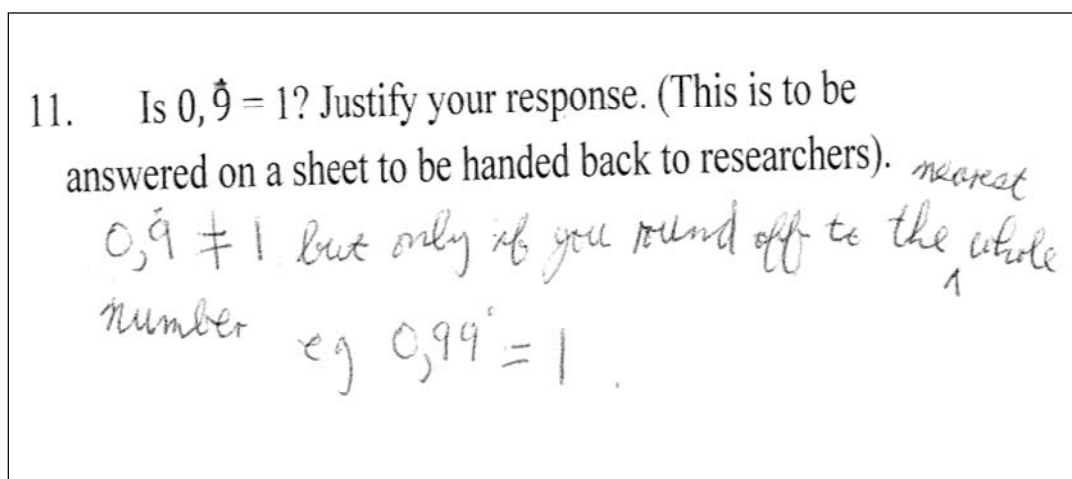 11. Is 0,9̇ = 1? Justify your response. (This is to be
answered on a sheet to be handed back to researchers).
0,9̇ ≠ 1 but only if you round off to the nearest whole
number eg 0,99̇ = 1.